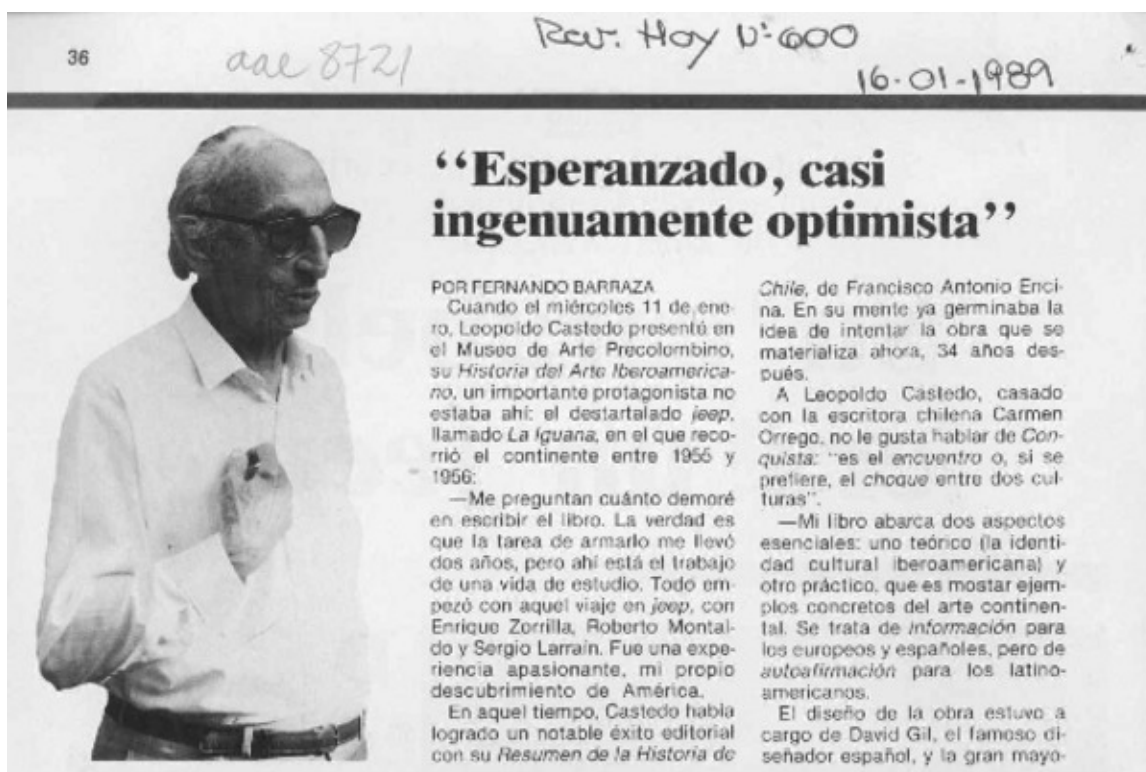 36
aae 8721
Rev. Hoy Nº 600
16-01-1989
“Esperanzado, casi
ingenuamente optimista”
POR FERNANDO BARRAZA
Cuando el miércoles 11 de ene-
ro, Leopoldo Castedo presentó en
el Museo de Arte Precolombino,
su Historia del Arte Iberoamerica-
no, un importante protagonista no
estaba ahí: el destartalado jeep,
llamado La Iguana, en el que reco-
rrió el continente entre 1955 y
1956:
—Me preguntan cuánto demoré
en escribir el libro. La verdad es
que la tarea de armarlo me llevó
dos años, pero ahí está el trabajo
de una vida de estudio. Todo em-
pezó con aquel viaje en jeep, con
Enrique Zorrilla, Roberto Montal-
do y Sergio Larraín. Fue una expe-
riencia apasionante, mi propio
descubrimiento de América.
En aquel tiempo, Castedo había
logrado un notable éxito editorial
con su Resumen de la Historia de
Chile, de Francisco Antonio Enci-
na. En su mente ya germinaba la
idea de intentar la obra que se
materializa ahora, 34 años des-
pués.
A Leopoldo Castedo, casado
con la escritora chilena Carmen
Orrego, no le gusta hablar de Con-
quista: “es el encuentro o, si se
prefiere, el choque entre dos cul-
turas”.
—Mi libro abarca dos aspectos
esenciales: uno teórico (la identi-
dad cultural iberoamericana) y
otro práctico, que es mostar ejem-
plos concretos del arte continen-
tal. Se trata de información para
los europeos y españoles, pero de
autoafirmación para los latino-
americanos.
El diseño de la obra estuvo a
cargo de David Gil, el famoso di-
señador español, y la gran mayo-